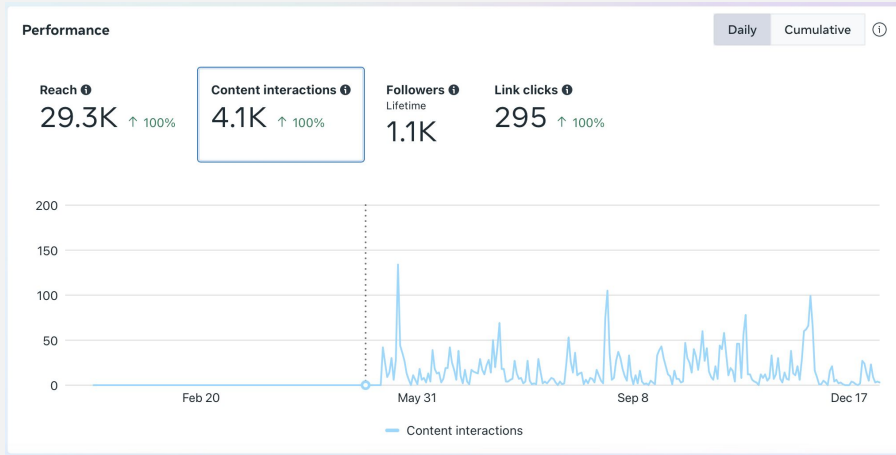 Performance
Daily Cumulative
Reach Content interactions Followers Link clicks
Lifetime
29.3K ↑ 100% 4.1K ↑ 100% 1.1K 295 ↑ 100%
200
150
100
50
0
Feb 20 May 31 Sep 8 Dec 17
Content interactions